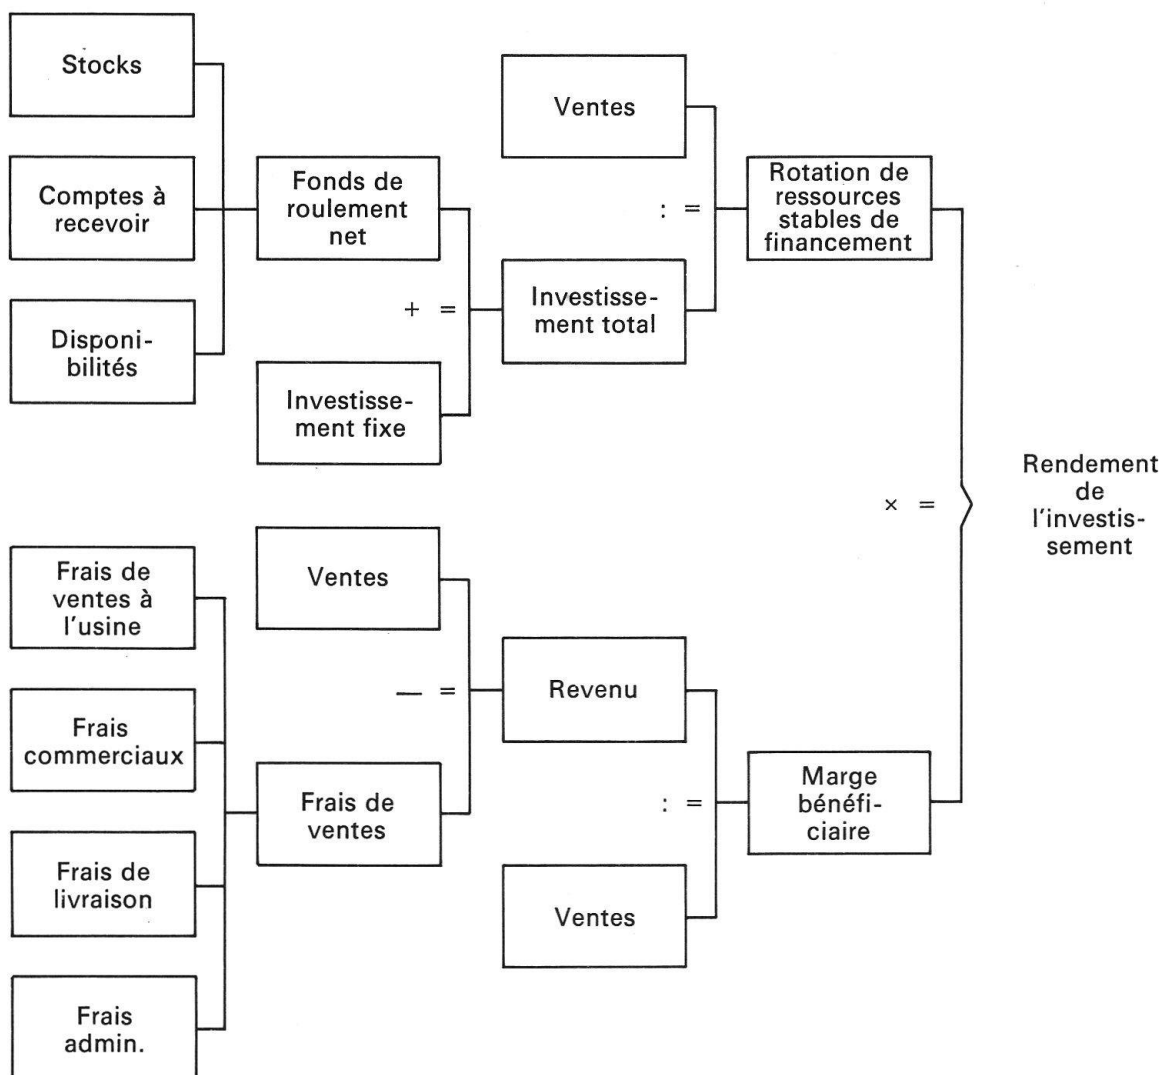 Stocks
Comptes à
recevoir
Disponi-
bilités
Fonds de
roulement
net
+ =
Investisse-
ment fixe
Ventes
: =
Investisse-
ment total
Rotation de
ressources
stables de
financement
× =
Rendement
de
l'investis-
sement
Frais de
ventes à
l'usine
Frais
commerciaux
Frais de
livraison
Frais
admin.
Ventes
— =
Frais de
ventes
Revenu
: =
Ventes
Marge
bénéfi-
ciaire